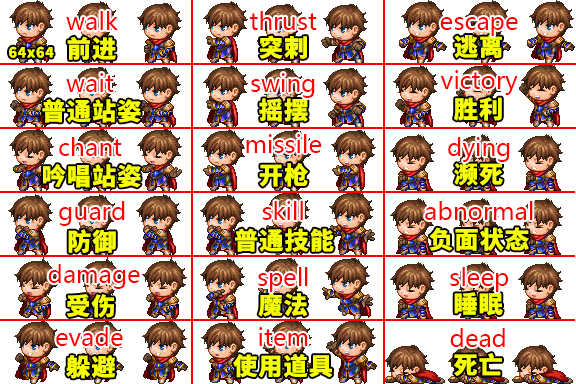 walk
64x64 前进
thrust
突刺
escape
逃离
wait
普通站姿
swing
摇摆
victory
胜利
chant
吟唱站姿
missile
开枪
dying
濒死
guard
防御
skill
普通技能
abnormal
负面状态
damage
受伤
spell
魔法
sleep
睡眠
evade
躲避
item
使用道具
dead
死亡